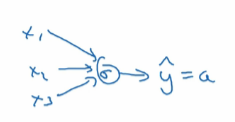 x₁
x₂
x₃
σ
ŷ = a